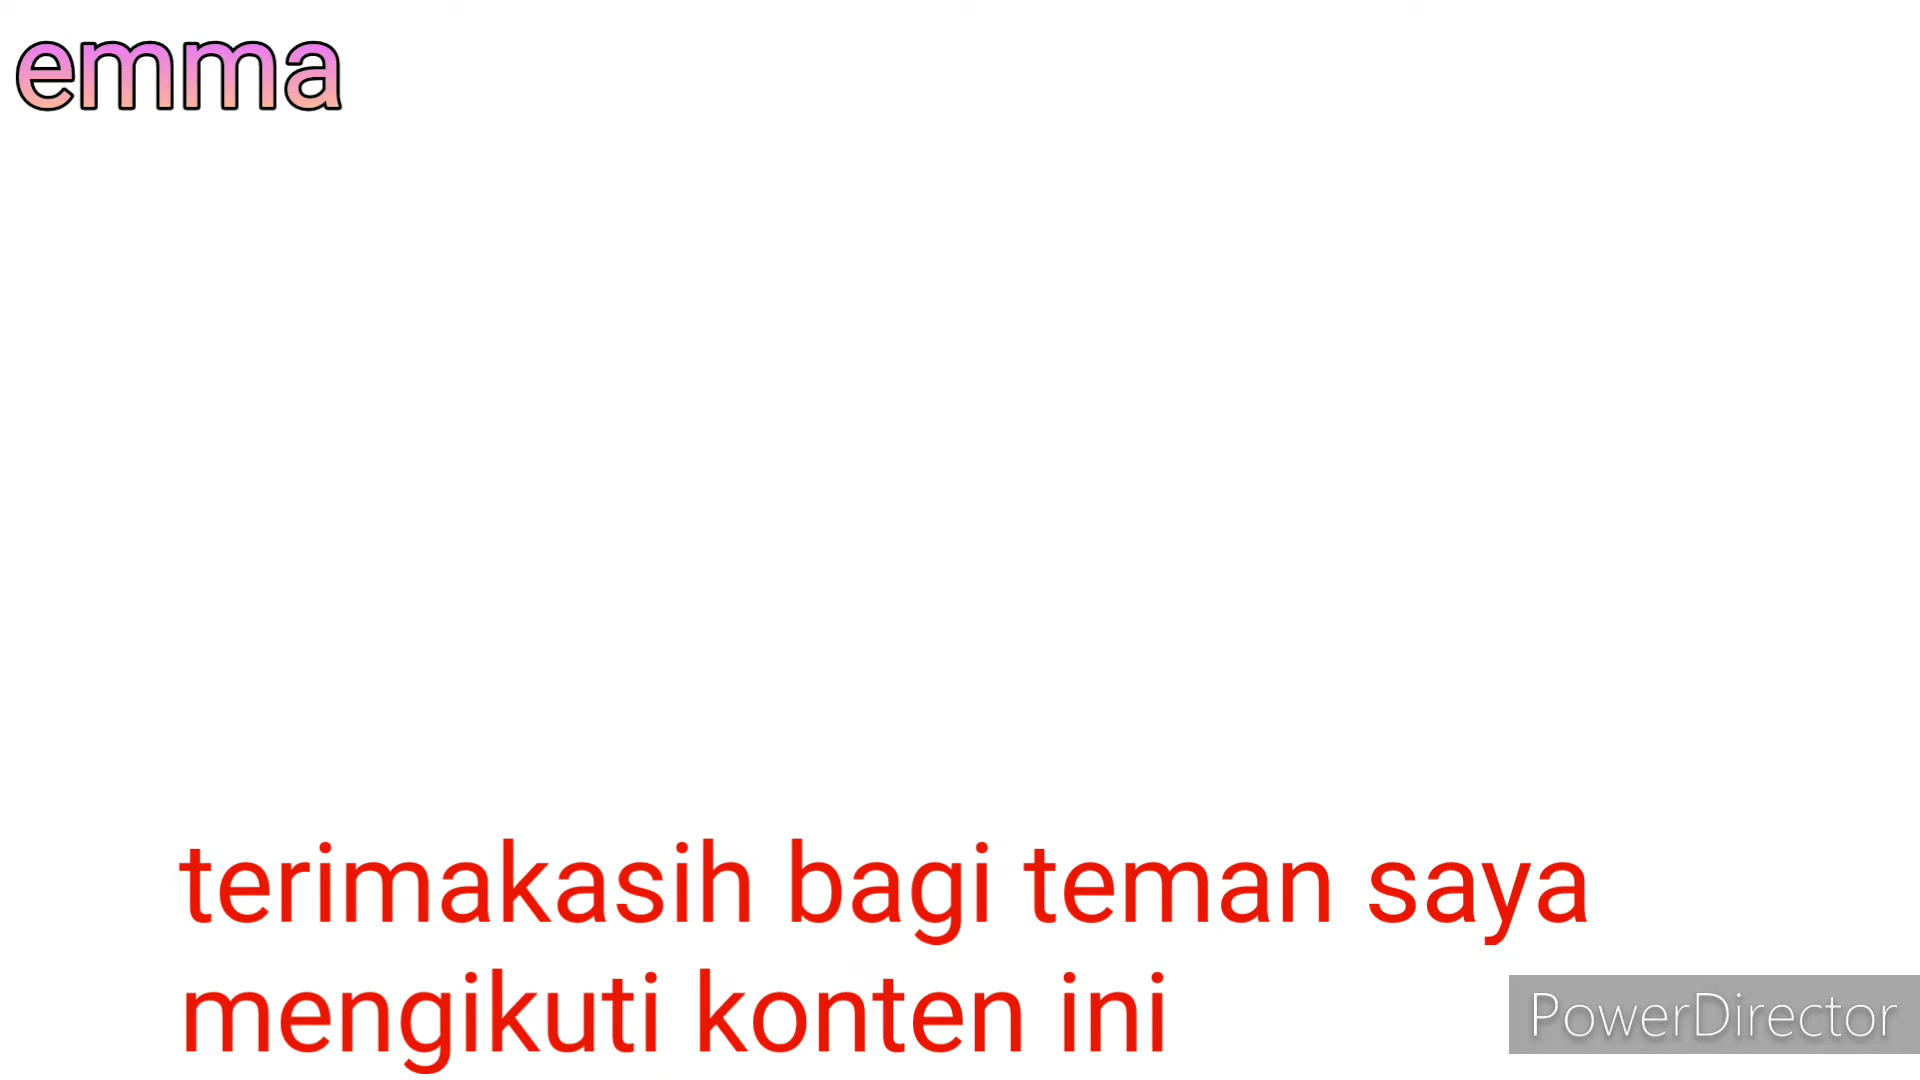 emma
terimakasih bagi teman saya
mengikuti konten ini
PowerDirector